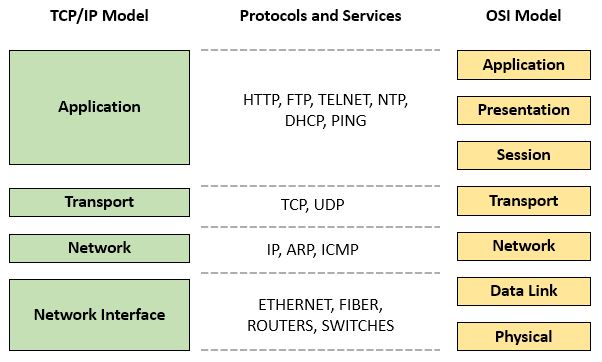 TCP/IP Model
Protocols and Services
OSI Model
Application
HTTP, FTP, TELNET, NTP,
DHCP, PING
Application
Presentation
Session
Transport
TCP, UDP
Transport
Network
IP, ARP, ICMP
Network
Network Interface
ETHERNET, FIBER,
ROUTERS, SWITCHES
Data Link
Physical